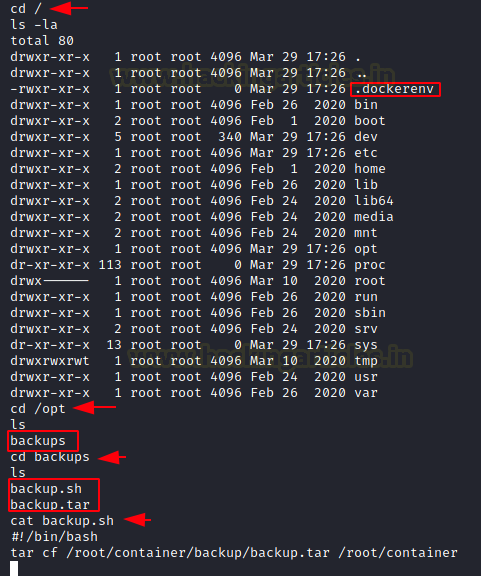 cd /
ls -la
total 80
drwxr-xr-x   1 root root 4096 Mar 29 17:26 .
drwxr-xr-x   1 root root 4096 Mar 29 17:26 ..
-rwxr-xr-x   1 root root    0 Mar 29 17:26 .dockerenv
drwxr-xr-x   1 root root 4096 Feb 26  2020 bin
drwxr-xr-x   2 root root 4096 Feb  1  2020 boot
drwxr-xr-x   5 root root  340 Mar 29 17:26 dev
drwxr-xr-x   1 root root 4096 Mar 29 17:26 etc
drwxr-xr-x   2 root root 4096 Feb  1  2020 home
drwxr-xr-x   1 root root 4096 Feb 26  2020 lib
drwxr-xr-x   2 root root 4096 Feb 24  2020 lib64
drwxr-xr-x   2 root root 4096 Feb 24  2020 media
drwxr-xr-x   2 root root 4096 Feb 24  2020 mnt
drwxr-xr-x   1 root root 4096 Mar 29 17:26 opt
dr-xr-xr-x 113 root root    0 Mar 29 17:26 proc
drwx------   1 root root 4096 Mar 10  2020 root
drwxr-xr-x   1 root root 4096 Feb 26  2020 run
drwxr-xr-x   1 root root 4096 Feb 26  2020 sbin
drwxr-xr-x   2 root root 4096 Feb 24  2020 srv
dr-xr-xr-x  13 root root    0 Mar 29 17:26 sys
drwxrwxrwt   1 root root 4096 Mar 10  2020 tmp
drwxr-xr-x   1 root root 4096 Feb 24  2020 usr
drwxr-xr-x   1 root root 4096 Feb 26  2020 var
cd /opt
ls
backups
cd backups
ls
backup.sh
backup.tar
cat backup.sh
#!/bin/bash
tar cf /root/container/backup/backup.tar /root/container